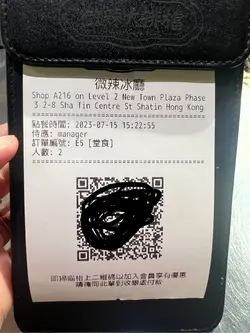 微辣冰廳
Shop A216 on Level 2 New Town Plaza Phase
3 2-8 Sha Tin Centre St Shatin Hong Kong
點餐時間: 2023-07-15 15:22:55
侍應: manager
訂單編號: E5 [堂食]
人數: 2
即掃描枱上二維碼以加入會員享有優惠
請攜同此單到收銀處付款